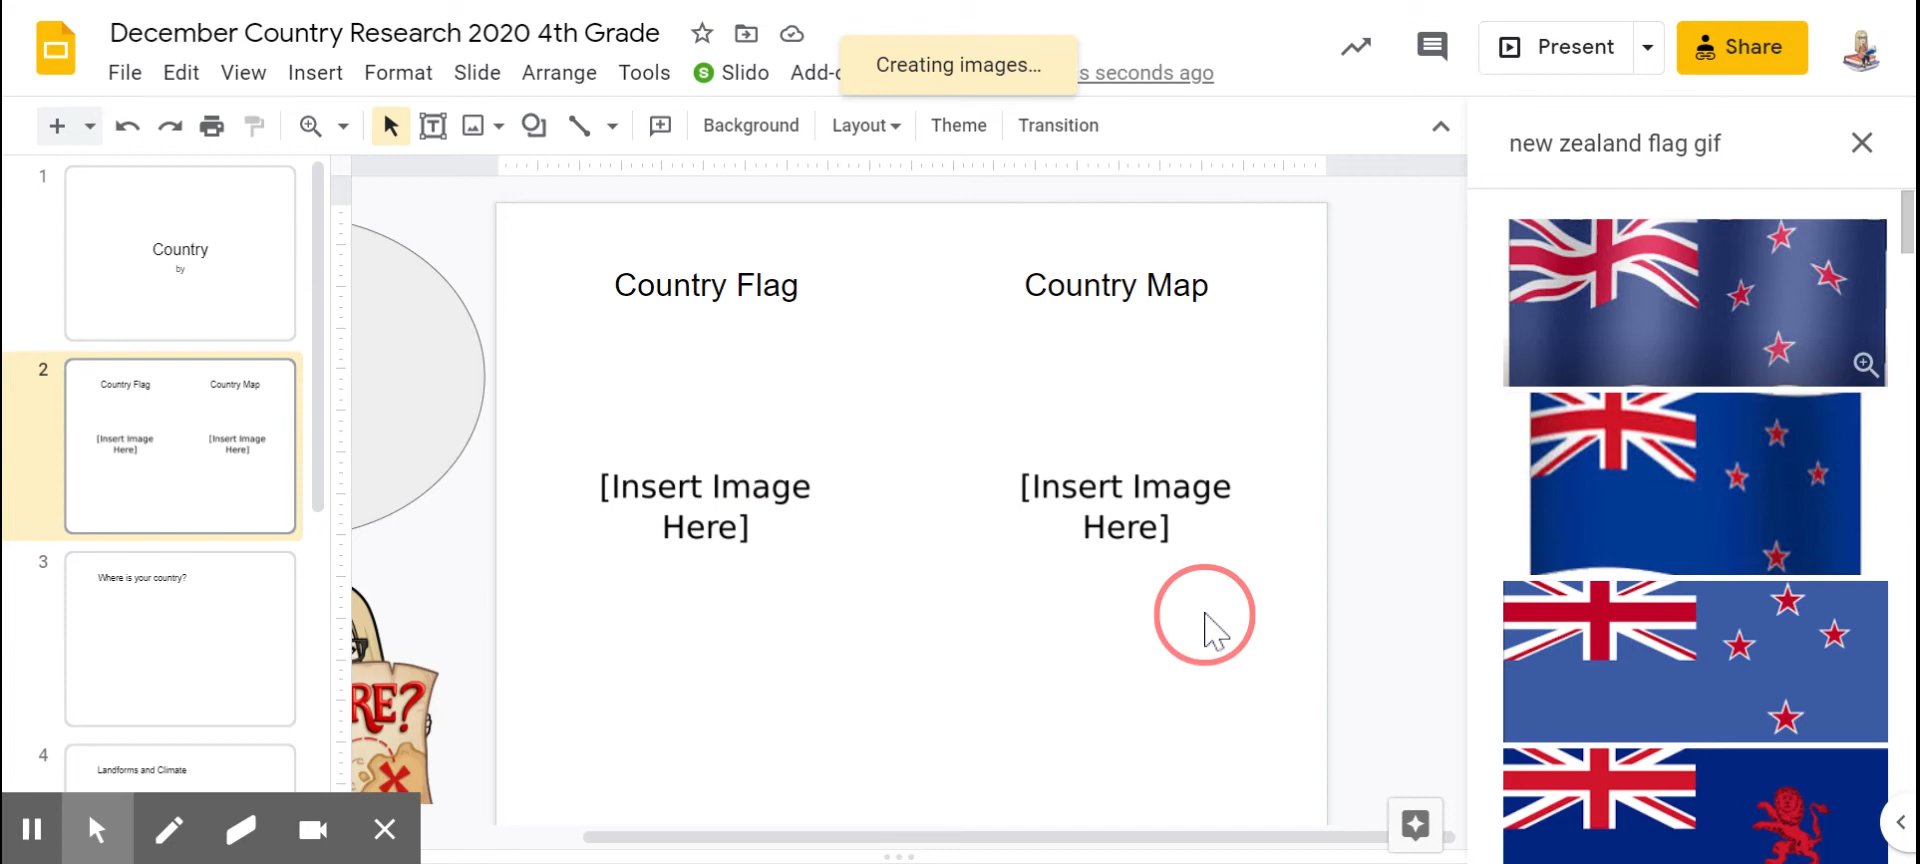 December Country Research 2020 4th Grade
Creating images...
File Edit View Insert Format Slide Arrange Tools S Slido Add-
s seconds ago
Present
Share
Background Layout Theme Transition
new zealand flag gif
1
Country
by
2
Country Flag Country Map
[Insert Image
Here]
[Insert Image
Here]
3
Where is your country?
4
Landforms and Climate
Country Flag
Country Map
[Insert Image
Here]
[Insert Image
Here]
RE?